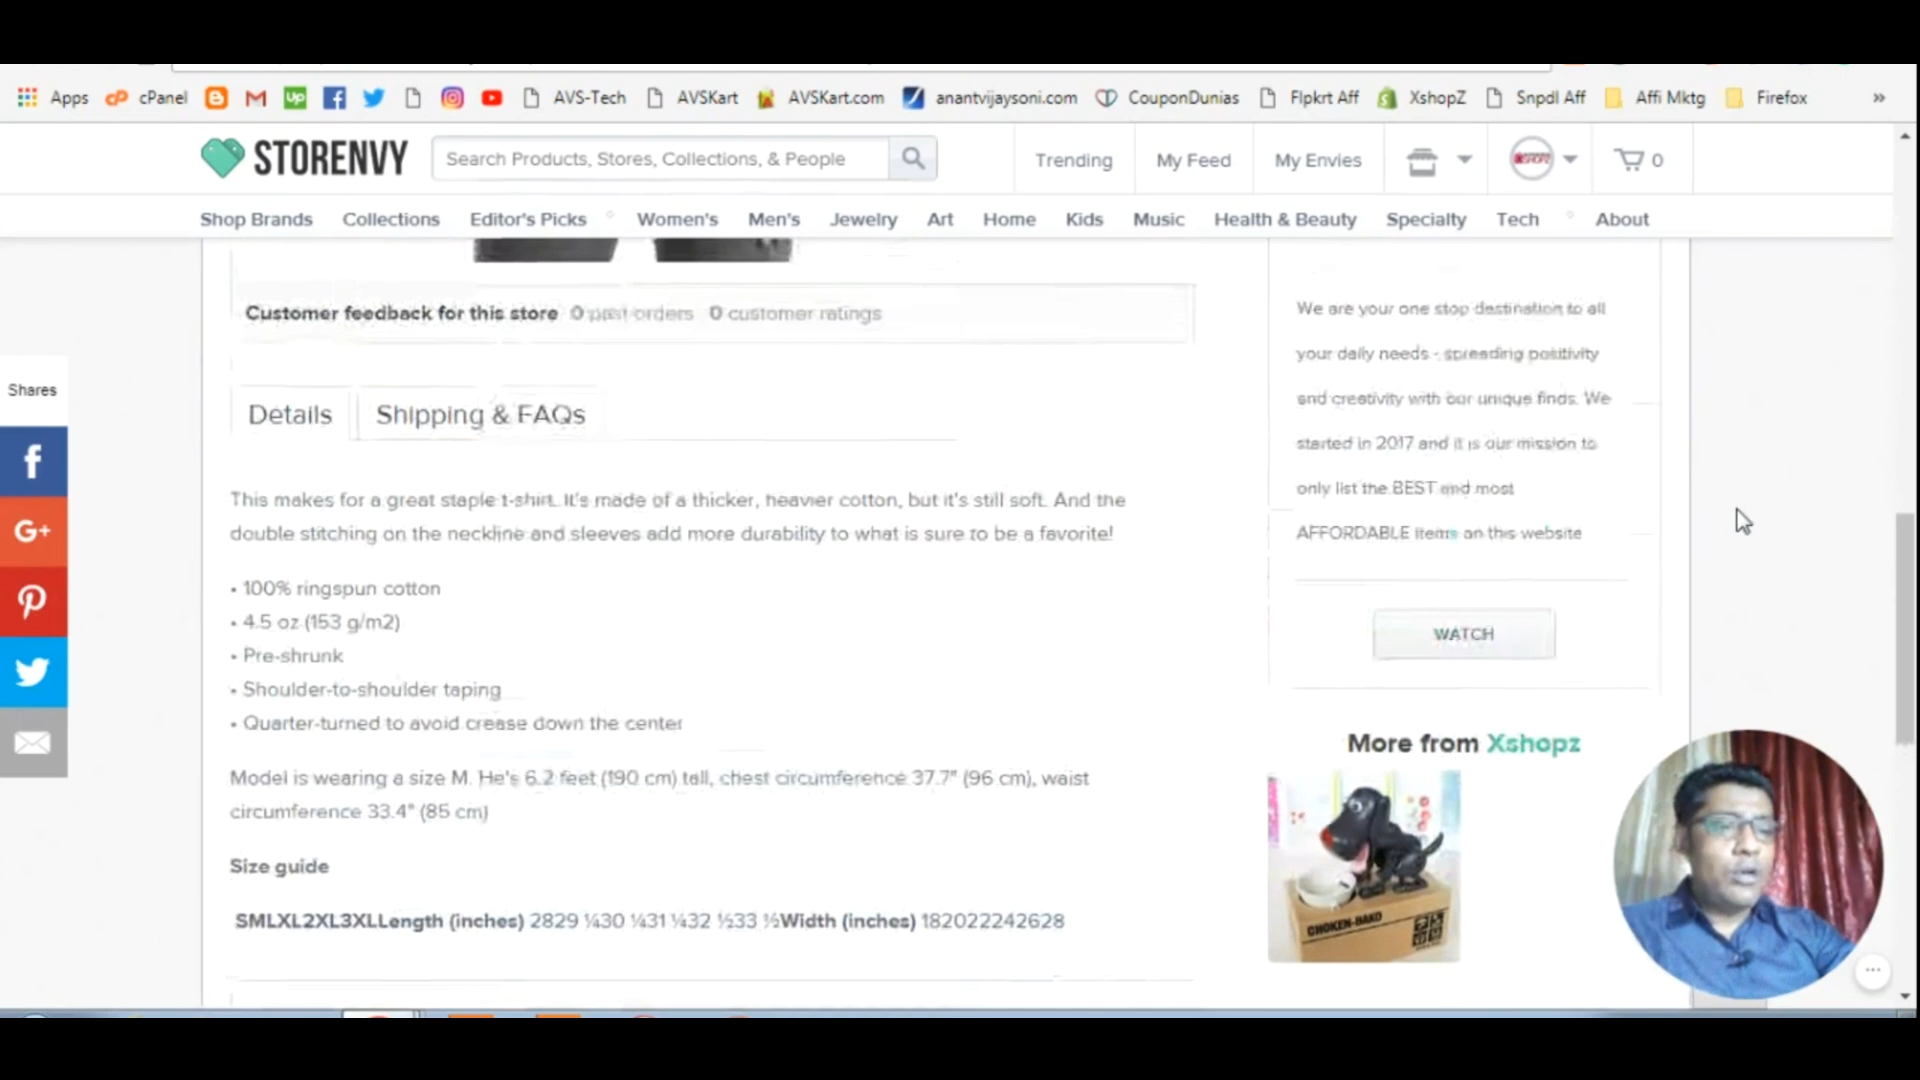 Apps cPanel AVS-Tech AVSKart AVSKart.com anantvijaysoni.com CouponDunias Flpkrt Aff XshopZ Snpdl Aff Affi Mktg Firefox »
STORENVY Search Products, Stores, Collections, & People Trending My Feed My Envies 0
Shop Brands Collections Editor's Picks Women's Men's Jewelry Art Home Kids Music Health & Beauty Specialty Tech About
Customer feedback for this store 0 past orders 0 customer ratings
Shares
Details Shipping & FAQs
This makes for a great staple t-shirt. It's made of a thicker, heavier cotton, but it's still soft. And the
double stitching on the neckline and sleeves add more durability to what is sure to be a favorite!
• 100% ringspun cotton
• 4.5 oz (153 g/m2)
• Pre-shrunk
• Shoulder-to-shoulder taping
• Quarter-turned to avoid crease down the center
Model is wearing a size M. He's 6.2 feet (190 cm) tall, chest circumference 37.7" (96 cm), waist
circumference 33.4" (85 cm)
Size guide
SMLXL2XL3XLLength (inches) 2829 ¼30 ¼31 ¼32 ½33 ½Width (inches) 182022242628
We are your one stop destination to all
your daily needs - spreading positivity
and creativity with our unique finds. We
started in 2017 and it is our mission to
only list the BEST and most
AFFORDABLE items on this website
WATCH
More from Xshopz
CHOKEN-BAKO